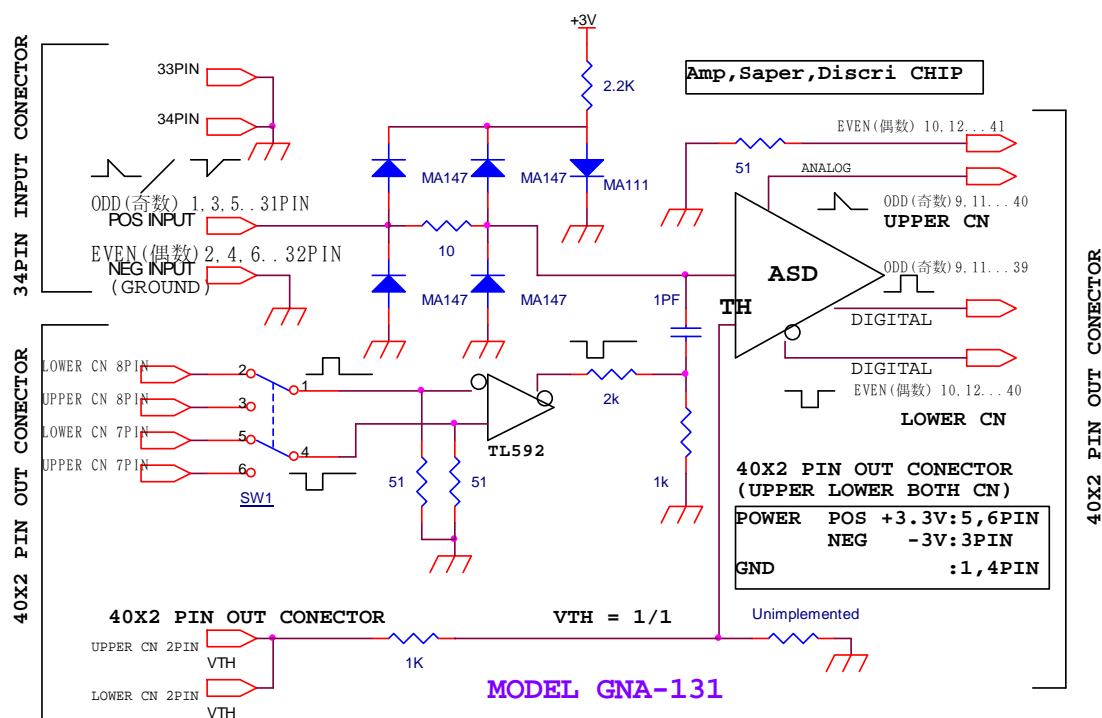 34PIN INPUT CONECTOR
33PIN
34PIN
ODD(奇数) 1,3,5..31PIN
POS INPUT
EVEN(偶数)2,4,6..32PIN
NEG INPUT
(GROUND)
+3V
2.2K
MA147
MA147
MA111
10
MA147
MA147
Amp,Saper,Discri CHIP
EVEN(偶数) 10,12...41
51
ANALOG
ODD(奇数)9,11...40
UPPER CN
ASD
TH
ODD(奇数)9,11...39
DIGITAL
DIGITAL
EVEN(偶数) 10,12...40
LOWER CN
1PF
40X2 PIN OUT CONECTOR
40X2 PIN OUT CONECTOR
LOWER CN 8PIN
UPPER CN 8PIN
LOWER CN 7PIN
UPPER CN 7PIN
2
1
3
5
4
6
SW1
TL592
51
51
2k
1k
40X2 PIN OUT CONECTOR
(UPPER LOWER BOTH CN)
POWER POS +3.3V:5,6PIN
NEG -3V:3PIN
GND :1,4PIN
40X2 PIN OUT CONECTOR
VTH = 1/1
Unimplemented
UPPER CN 2PIN
VTH
1K
LOWER CN 2PIN
VTH
MODEL GNA-131